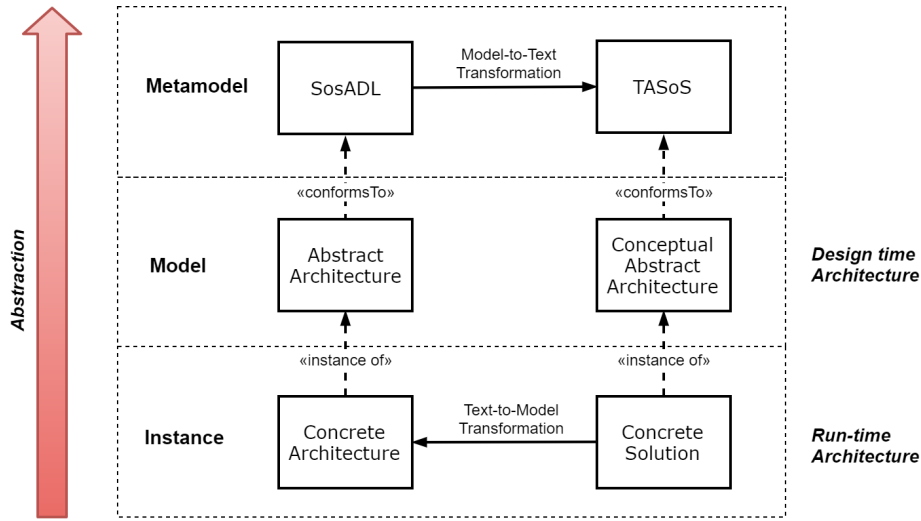 Metamodel
SosADL
Model-to-Text
Transformation
TASoS
«conformsTo»
«conformsTo»
Abstraction
Model
Abstract
Architecture
Conceptual
Abstract
Architecture
Design time
Architecture
«instance of»
«instance of»
Instance
Concrete
Architecture
Text-to-Model
Transformation
Concrete
Solution
Run-time
Architecture